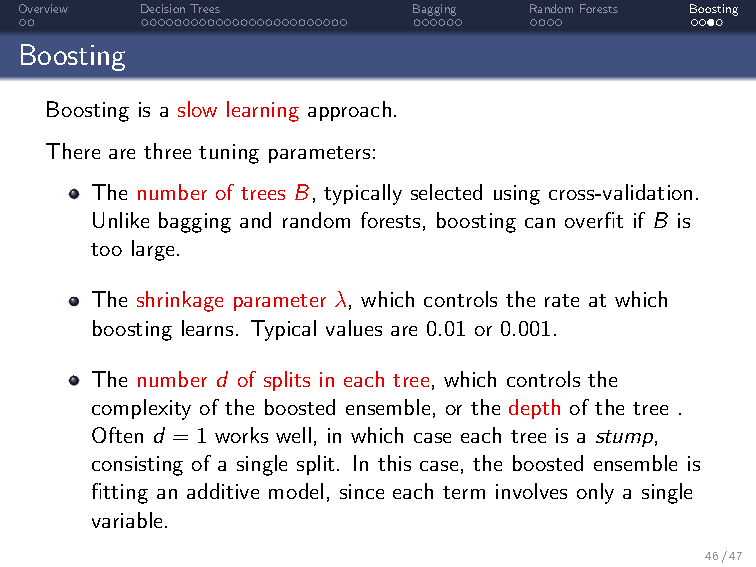 Overview Decision Trees Bagging Random Forests Boosting
Boosting
Boosting is a slow learning approach.
There are three tuning parameters:
The number of trees B, typically selected using cross-validation.
Unlike bagging and random forests, boosting can overfit if B is
too large.
The shrinkage parameter λ, which controls the rate at which
boosting learns. Typical values are 0.01 or 0.001.
The number d of splits in each tree, which controls the
complexity of the boosted ensemble, or the depth of the tree .
Often d = 1 works well, in which case each tree is a stump,
consisting of a single split. In this case, the boosted ensemble is
fitting an additive model, since each term involves only a single
variable.
46 / 47